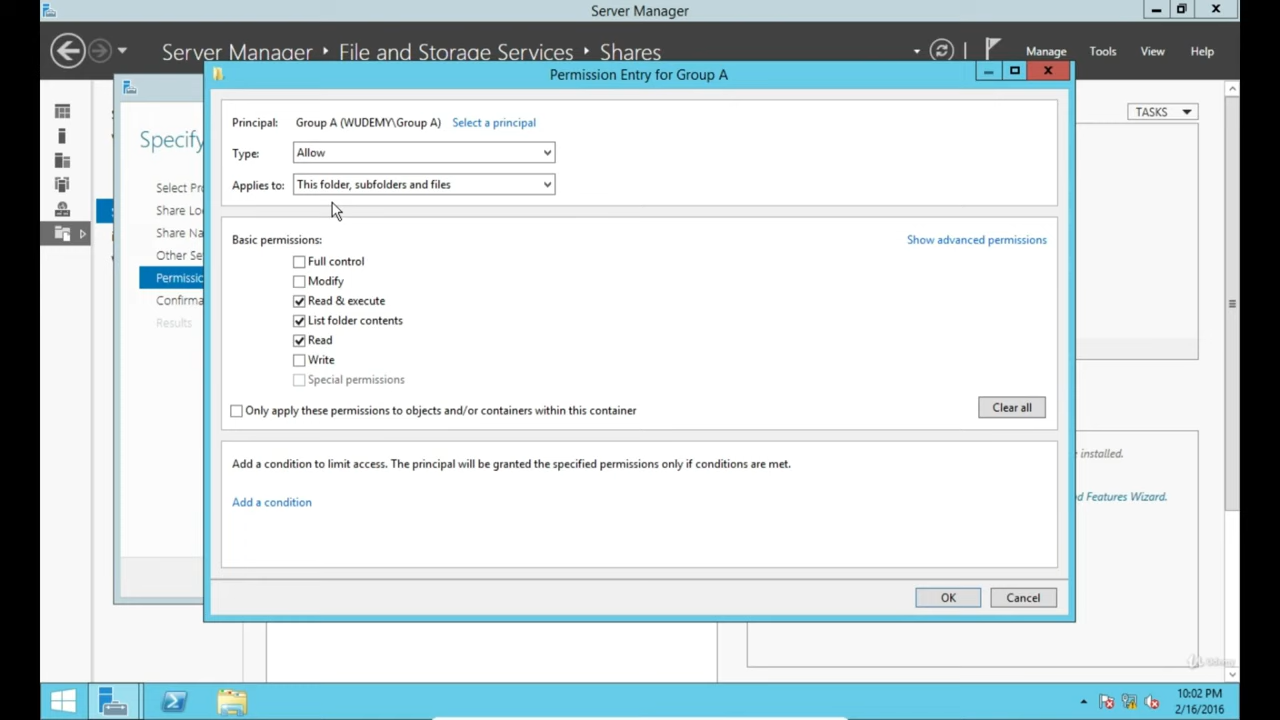 Server Manager
Server Manager ▸ File and Storage Services ▸ Shares
Manage Tools View Help
Permission Entry for Group A
TASKS
Specify
Select Pr
Share Lo
Share Na
Other Se
Permissic
Confirma
Results
Principal: Group A (WUDEMY\Group A) Select a principal
Type: Allow
Applies to: This folder, subfolders and files
Basic permissions: Show advanced permissions
Full control
Modify
Read & execute
List folder contents
Read
Write
Special permissions
Only apply these permissions to objects and/or containers within this container
Clear all
Add a condition to limit access. The principal will be granted the specified permissions only if conditions are met.
Add a condition
installed.
d Features Wizard.
OK Cancel
Udemy
10:02 PM
2/16/2016